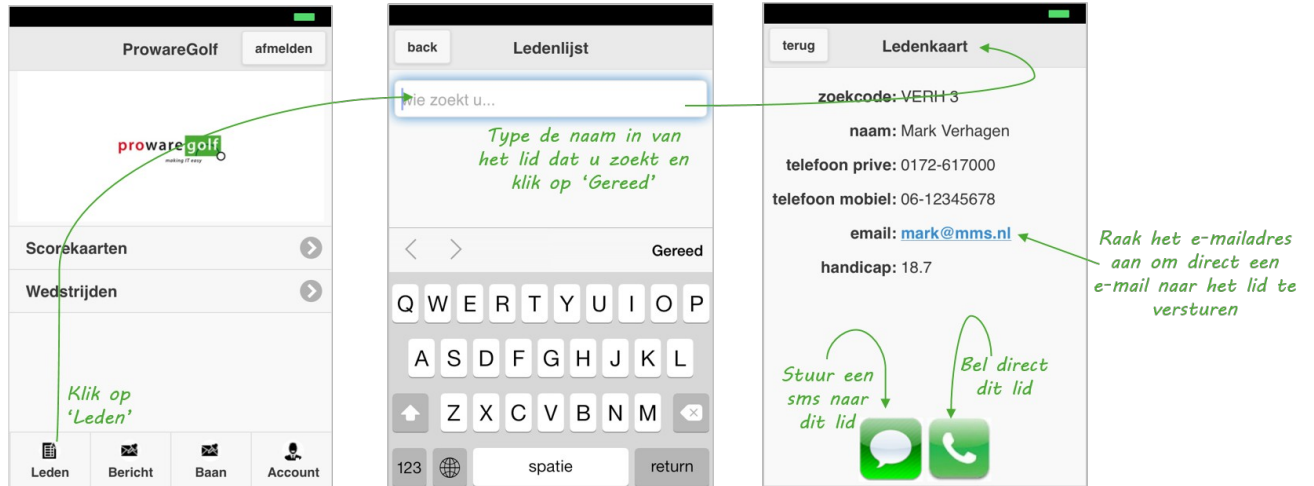 ProwareGolf
afmelden
prowaregolf
making IT easy
Scorekaarten
Wedstrijden
Klik op
‘Leden’
Leden
Bericht
Baan
Account
back
Ledenlijst
wie zoekt u...
Type de naam in van
het lid dat u zoekt en
klik op ‘Gereed’
Gereed
Q W E R T Y U I O P
A S D F G H J K L
Z X C V B N M
123
spatie
return
terug
Ledenkaart
zoekcode: VERH 3
naam: Mark Verhagen
telefoon prive: 0172-617000
telefoon mobiel: 06-12345678
email: mark@mms.nl
handicap: 18.7
Stuur een
sms naar
dit lid
Bel direct
dit lid
Raak het e-mailadres
aan om direct een
e-mail naar het lid te
versturen